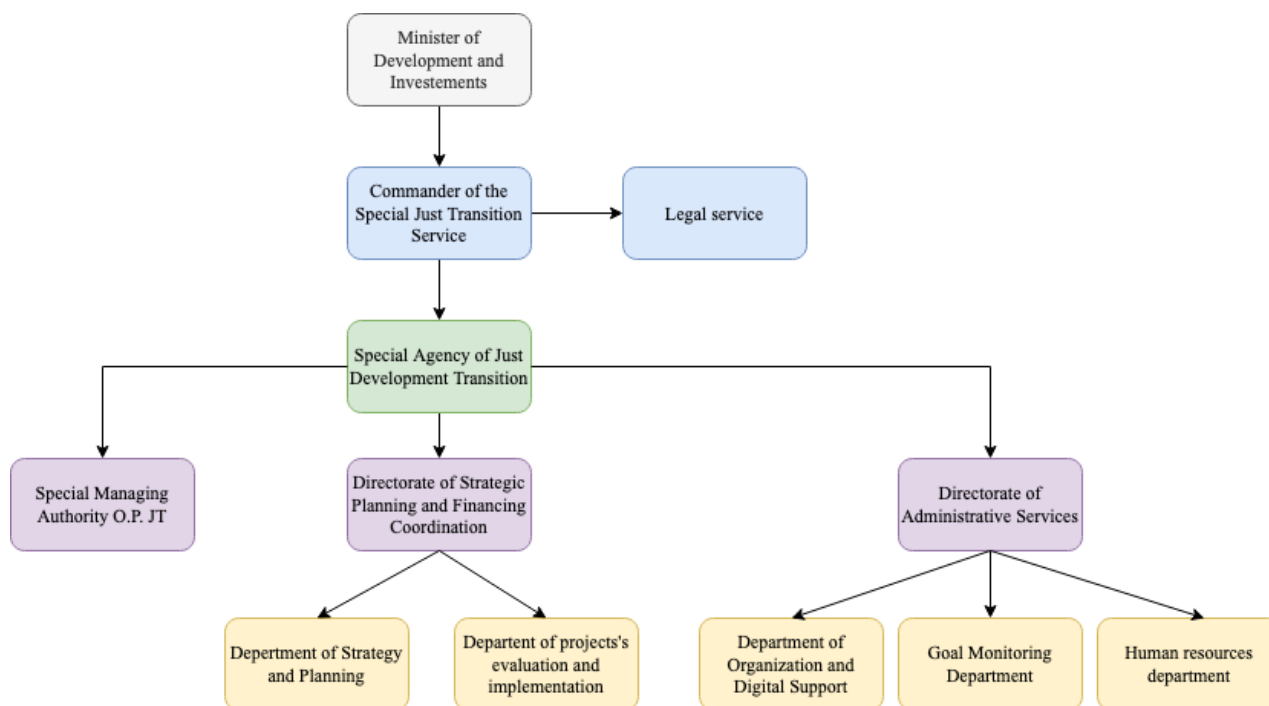 Minister of
Development and
Investements
Commander of the
Special Just Transition
Service
Legal service
Special Agency of Just
Development Transition
Special Managing
Authority O.P. JT
Directorate of Strategic
Planning and Financing
Coordination
Directorate of
Administrative Services
Depertment of Strategy
and Planning
Departent of projects's
evaluation and
implementation
Department of
Organization and
Digital Support
Goal Monitoring
Department
Human resources
department